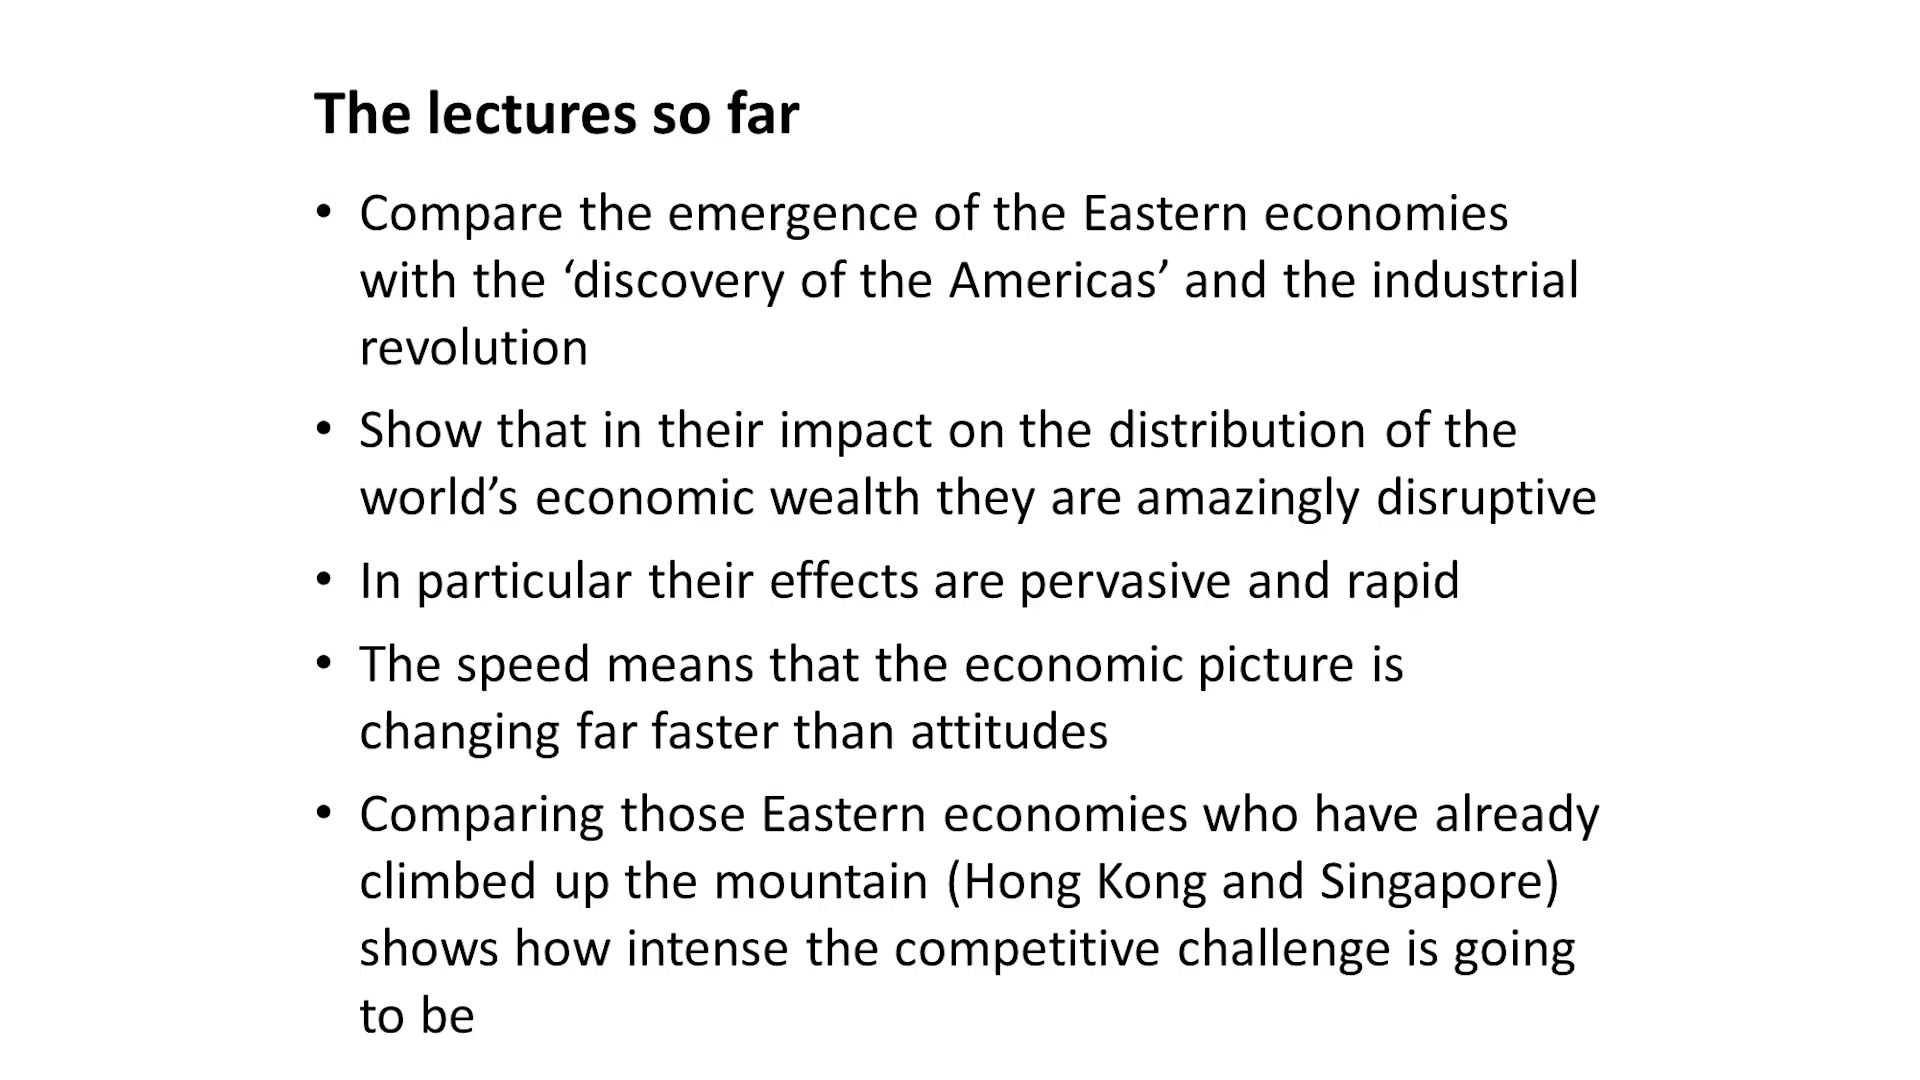 The lectures so far
• Compare the emergence of the Eastern economies
with the ‘discovery of the Americas’ and the industrial
revolution
• Show that in their impact on the distribution of the
world’s economic wealth they are amazingly disruptive
• In particular their effects are pervasive and rapid
• The speed means that the economic picture is
changing far faster than attitudes
• Comparing those Eastern economies who have already
climbed up the mountain (Hong Kong and Singapore)
shows how intense the competitive challenge is going
to be